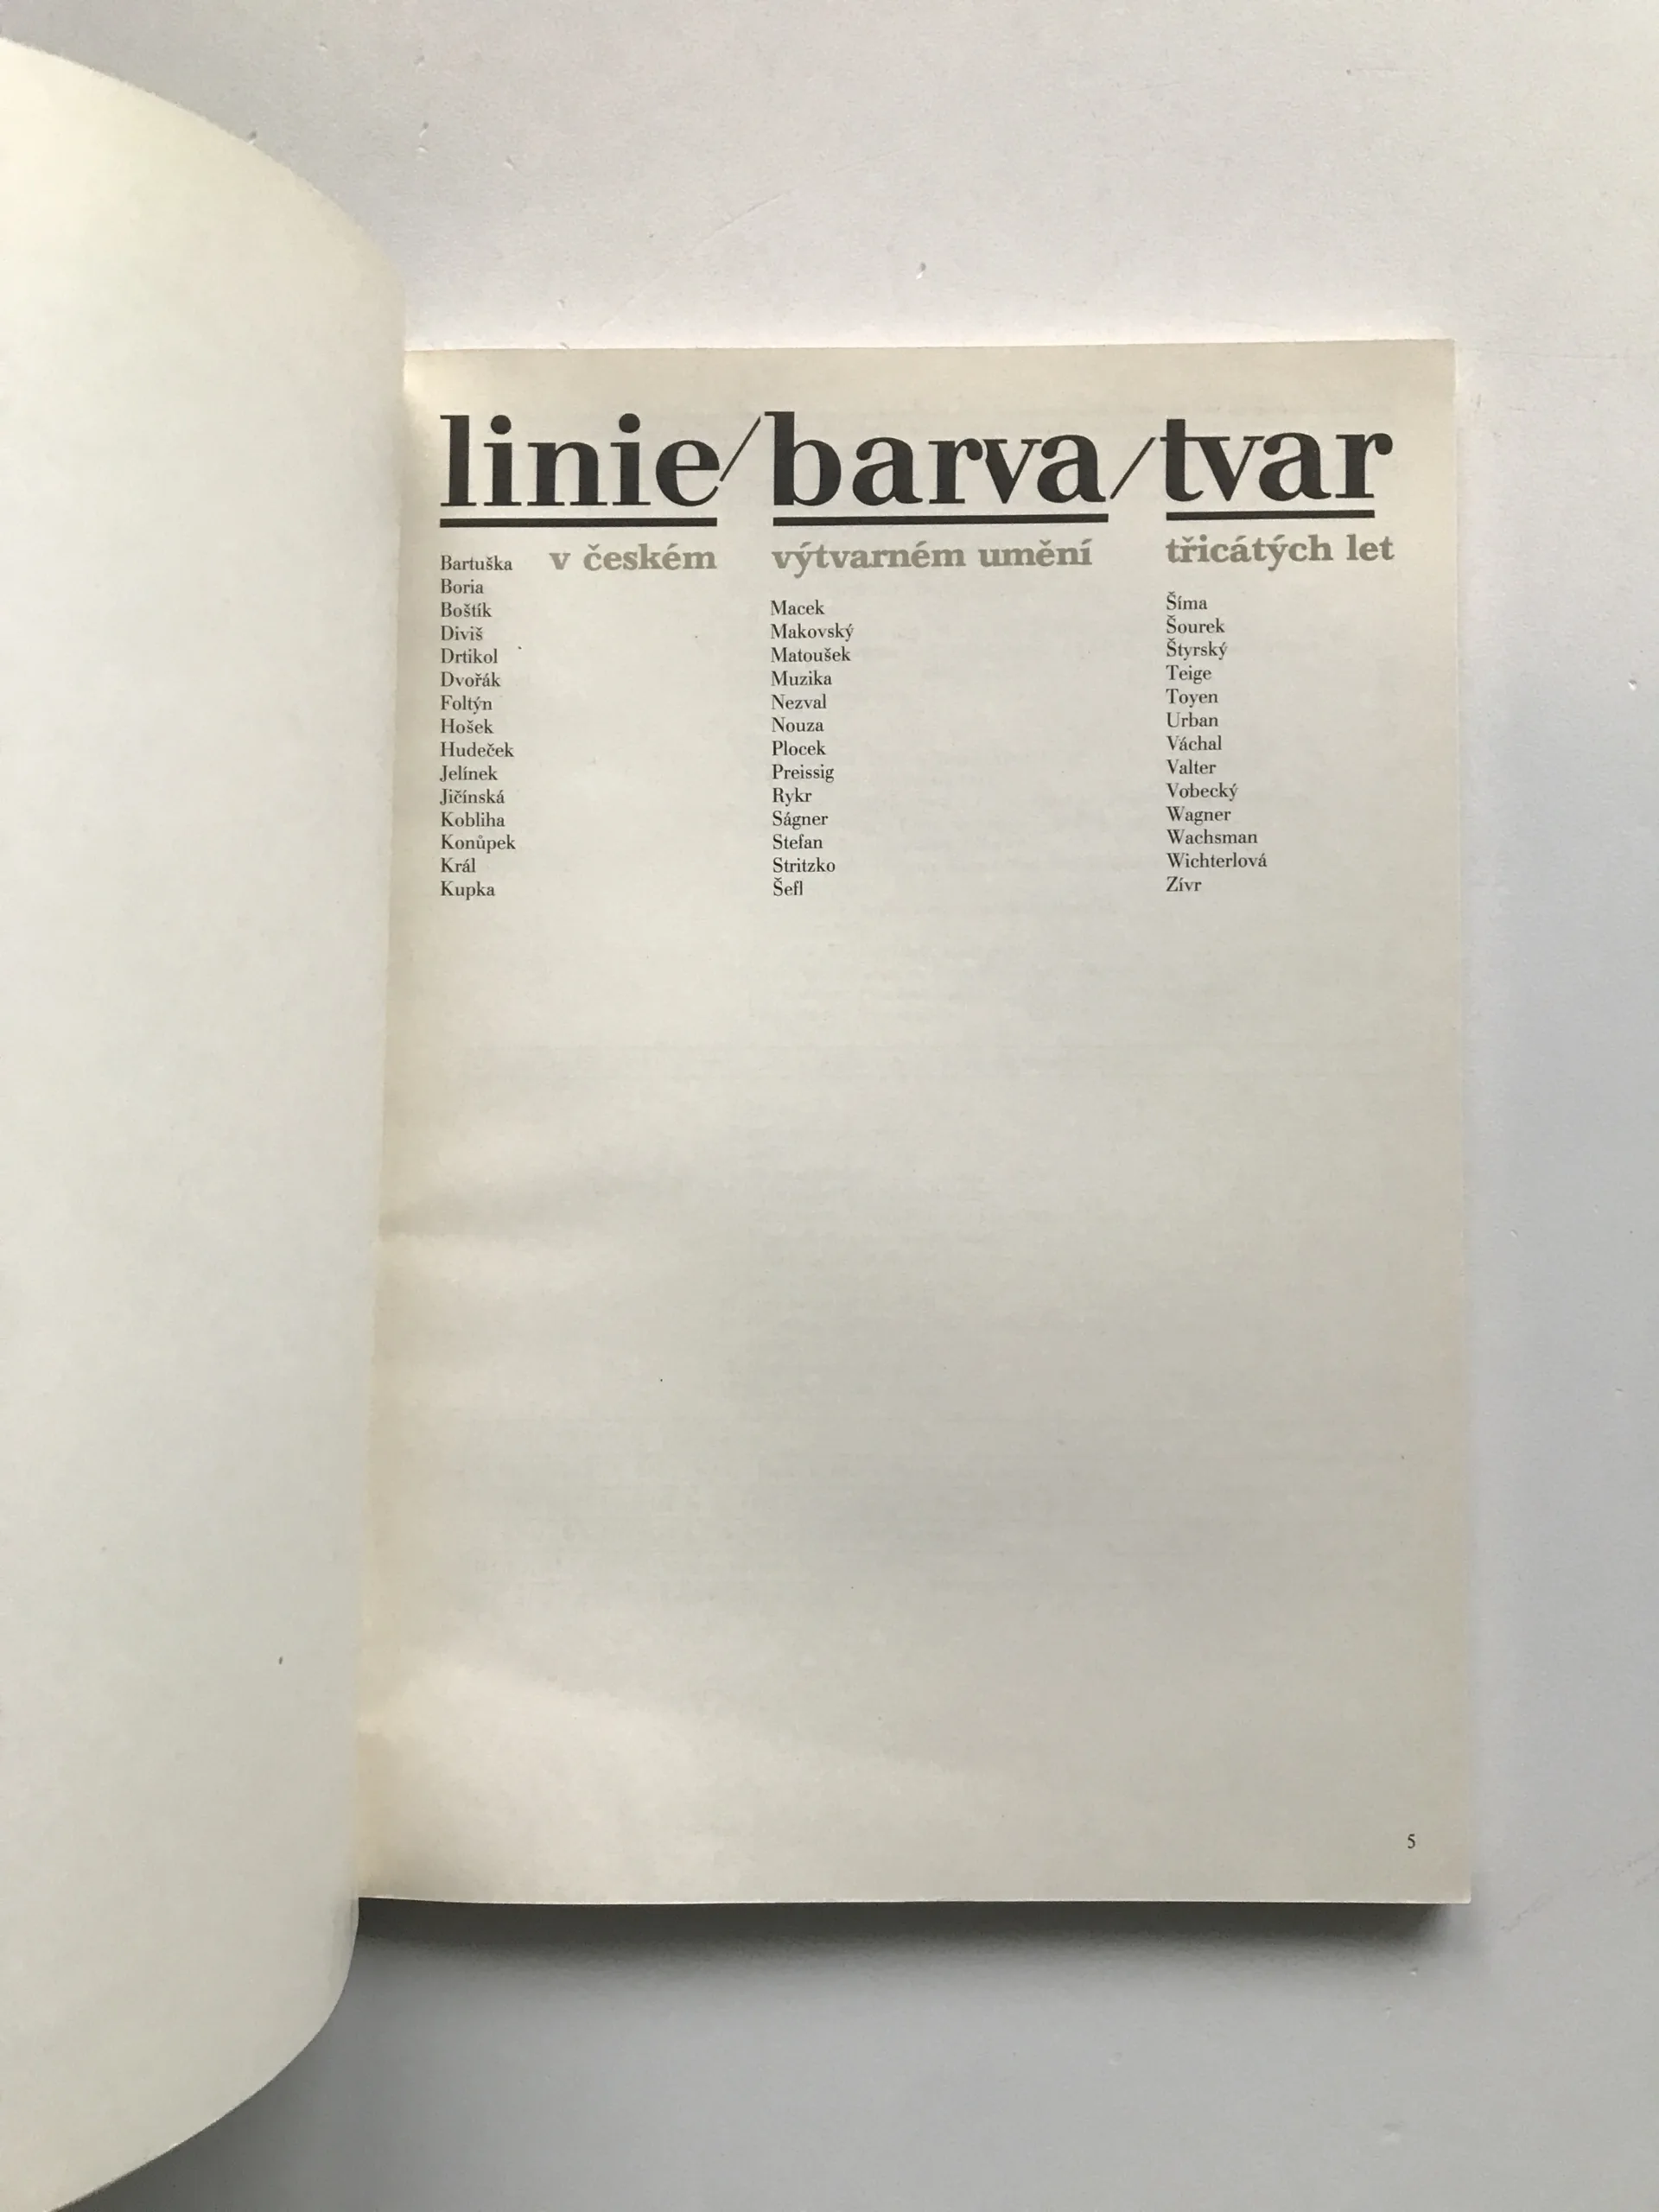 linie/barva/tvar
v českém výtvarném umění třicátých let
Bartuška
Boria
Boštík
Diviš
Drtikol
Dvořák
Foltýn
Hošek
Hudeček
Jelínek
Jičínská
Kobliha
Konůpek
Král
Kupka
Macek
Makovský
Matoušek
Muzika
Nezval
Nouza
Plocek
Preissig
Rykr
Ságner
Stefan
Stritzko
Šefl
Šíma
Šourek
Štyrský
Teige
Toyen
Urban
Váchal
Valter
Vobecký
Wagner
Wachsman
Wichterlová
Zívr
5